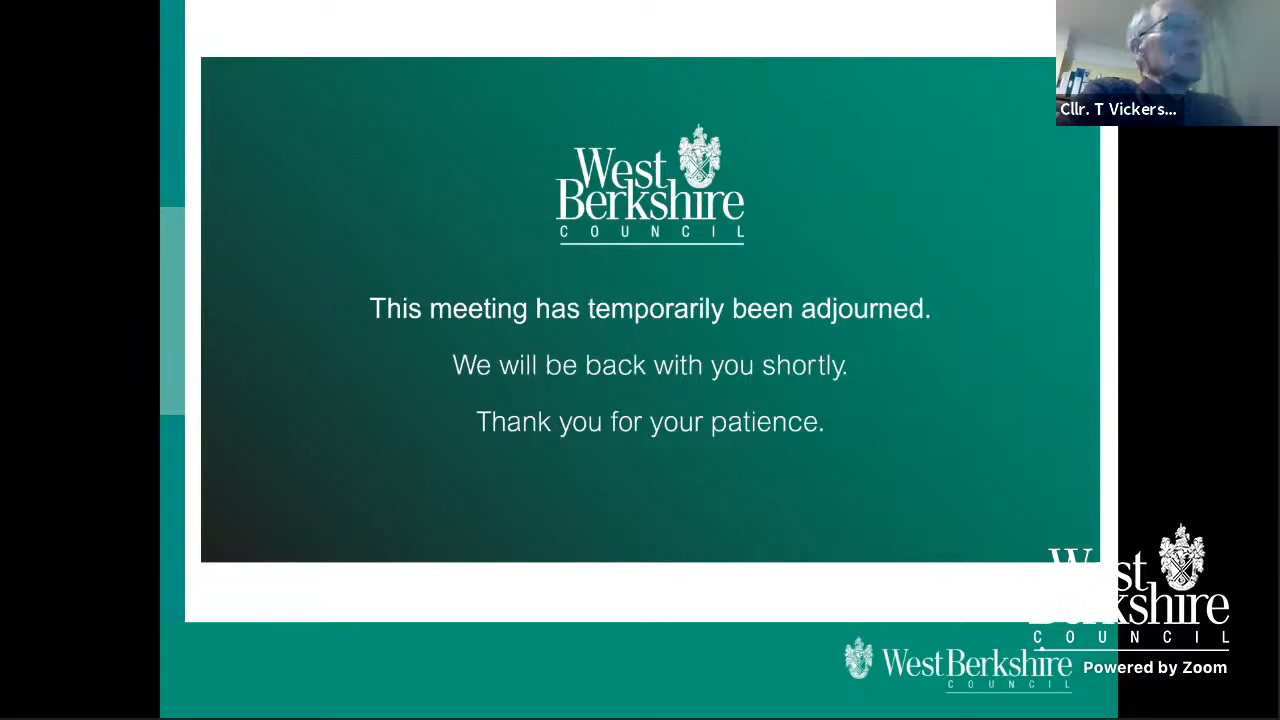 Cllr. T Vickers...
West
Berkshire
COUNCIL
This meeting has temporarily been adjourned.
We will be back with you shortly.
Thank you for your patience.
West
Berkshire
COUNCIL
Powered by Zoom
West Berkshire
COUNCIL